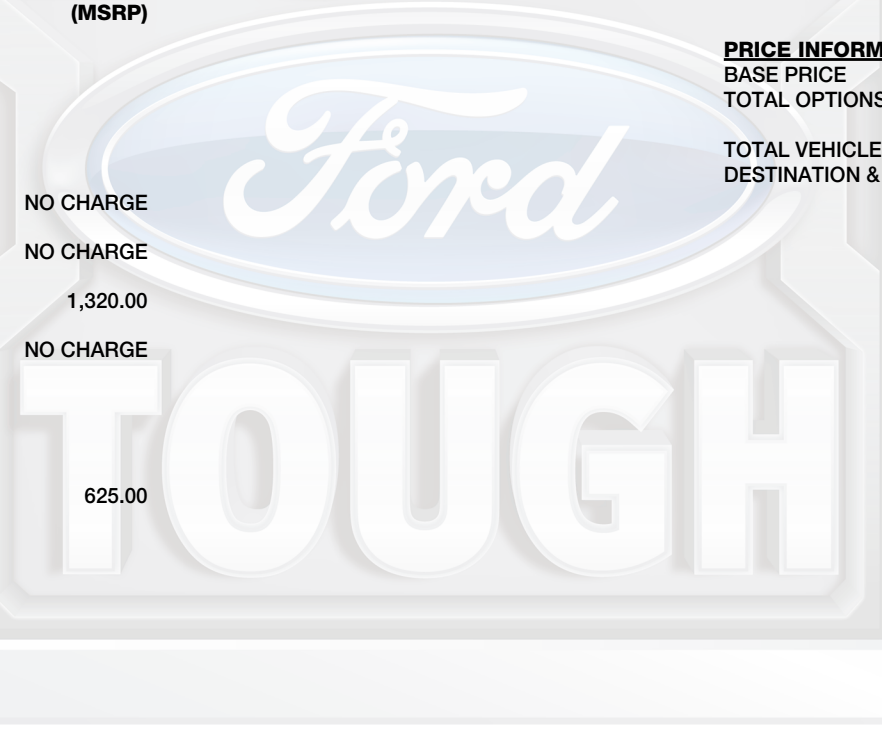 (MSRP)
NO CHARGE
NO CHARGE
1,320.00
NO CHARGE
625.00
PRICE INFORM
BASE PRICE
TOTAL OPTIONS
TOTAL VEHICLE
DESTINATION &
Ford
TOUGH